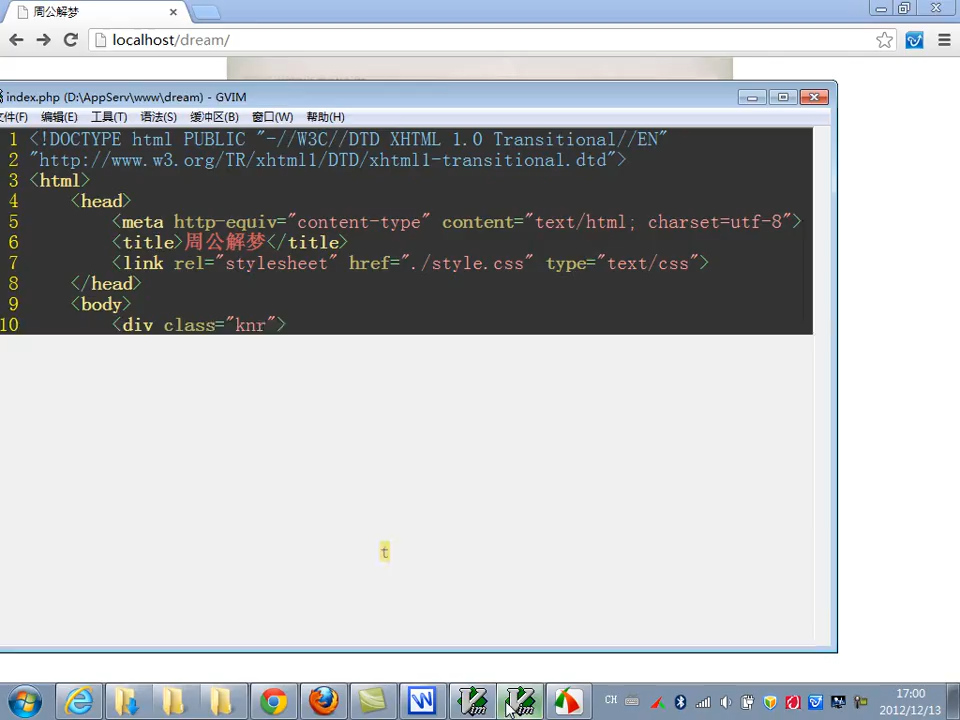 周公解梦
localhost/dream/
index.php (D:\AppServ\www\dream) - GVIM
文件(F) 编辑(E) 工具(T) 语法(S) 缓冲区(B) 窗口(W) 帮助(H)
1 <!DOCTYPE html PUBLIC "-//W3C//DTD XHTML 1.0 Transitional//EN"
2 "http://www.w3.org/TR/xhtml1/DTD/xhtml1-transitional.dtd">
3 <html>
4 <head>
5 <meta http-equiv="content-type" content="text/html; charset=utf-8">
6 <title>周公解梦</title>
7 <link rel="stylesheet" href="./style.css" type="text/css">
8 </head>
9 <body>
10 <div class="knr">
t
CH
17:00
2012/12/13